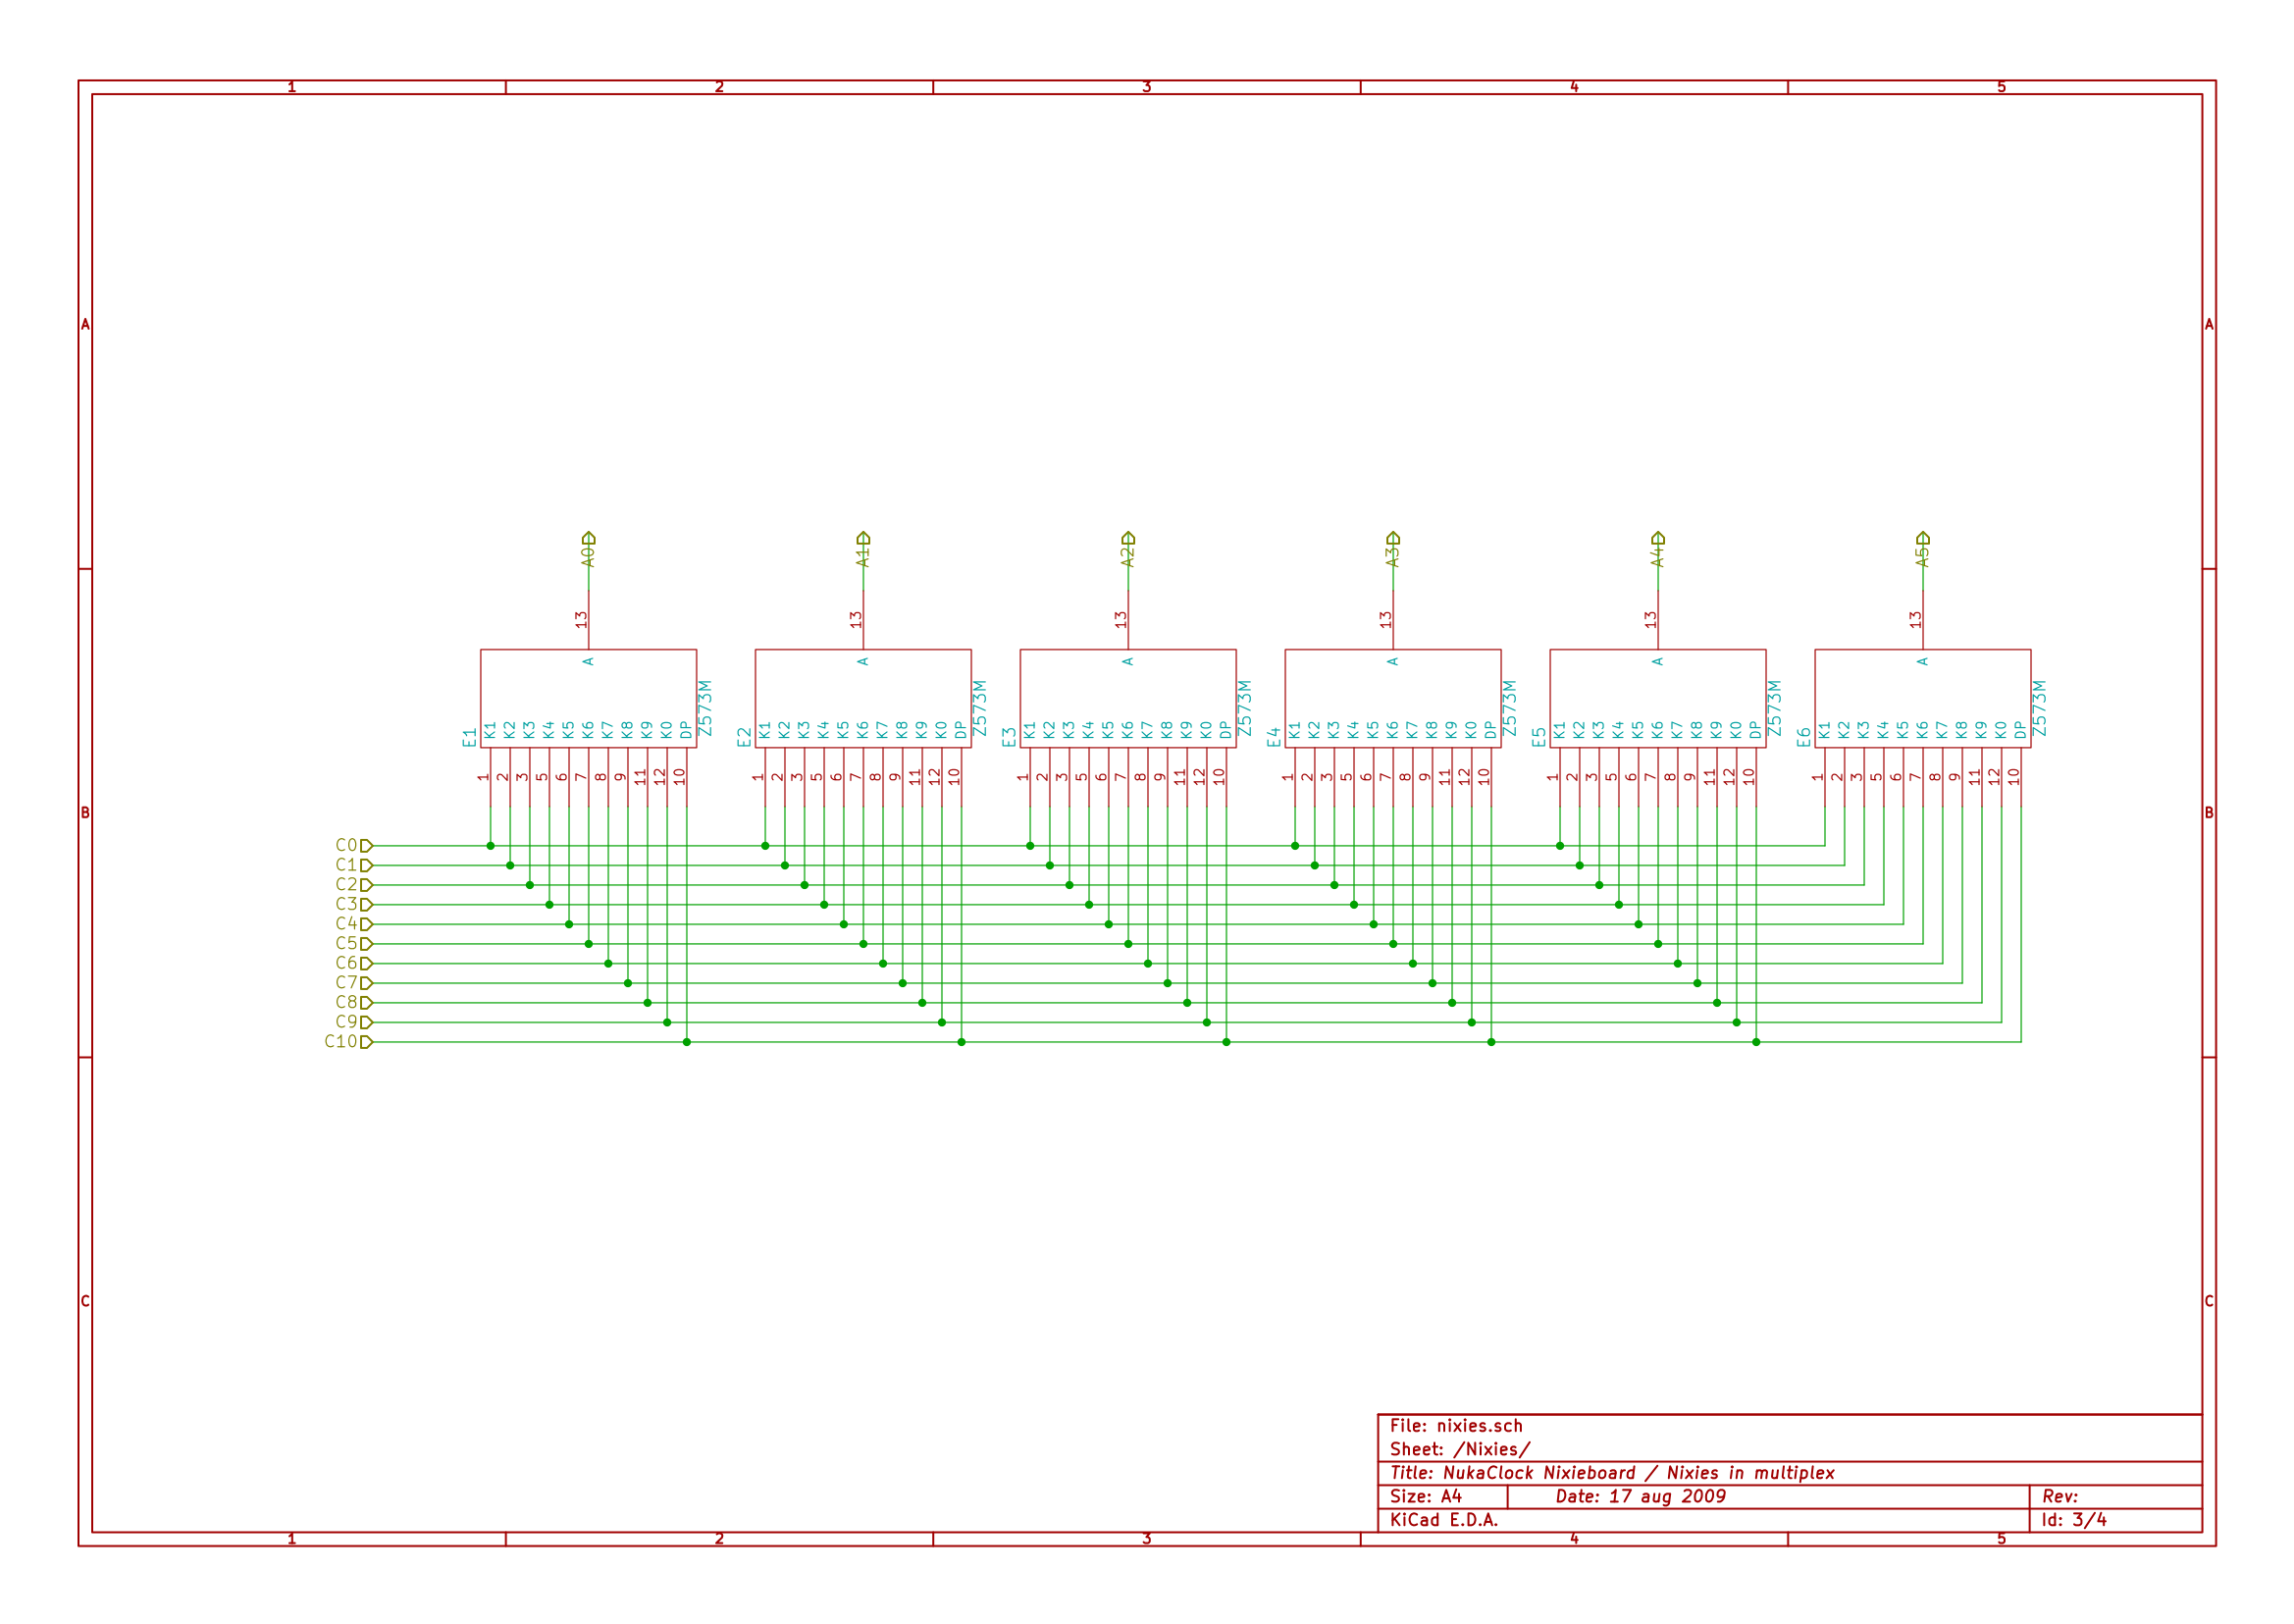 1 2 3 4 5
A A
A0 A1 A2 A3 A4 A5
13 13 13 13 13 13
A A A A A A
Z573M Z573M Z573M Z573M Z573M Z573M
E1 K1 K2 K3 K4 K5 K6 K7 K8 K9 K0 DP
E2 K1 K2 K3 K4 K5 K6 K7 K8 K9 K0 DP
E3 K1 K2 K3 K4 K5 K6 K7 K8 K9 K0 DP
E4 K1 K2 K3 K4 K5 K6 K7 K8 K9 K0 DP
E5 K1 K2 K3 K4 K5 K6 K7 K8 K9 K0 DP
E6 K1 K2 K3 K4 K5 K6 K7 K8 K9 K0 DP
1 2 3 5 6 7 8 9 11 12 10
1 2 3 5 6 7 8 9 11 12 10
1 2 3 5 6 7 8 9 11 12 10
1 2 3 5 6 7 8 9 11 12 10
1 2 3 5 6 7 8 9 11 12 10
1 2 3 5 6 7 8 9 11 12 10
B B
C0
C1
C2
C3
C4
C5
C6
C7
C8
C9
C10
C C
File: nixies.sch
Sheet: /Nixies/
Title: NukaClock Nixieboard / Nixies in multiplex
Size: A4 Date: 17 aug 2009 Rev:
KiCad E.D.A. Id: 3/4
1 2 3 4 5